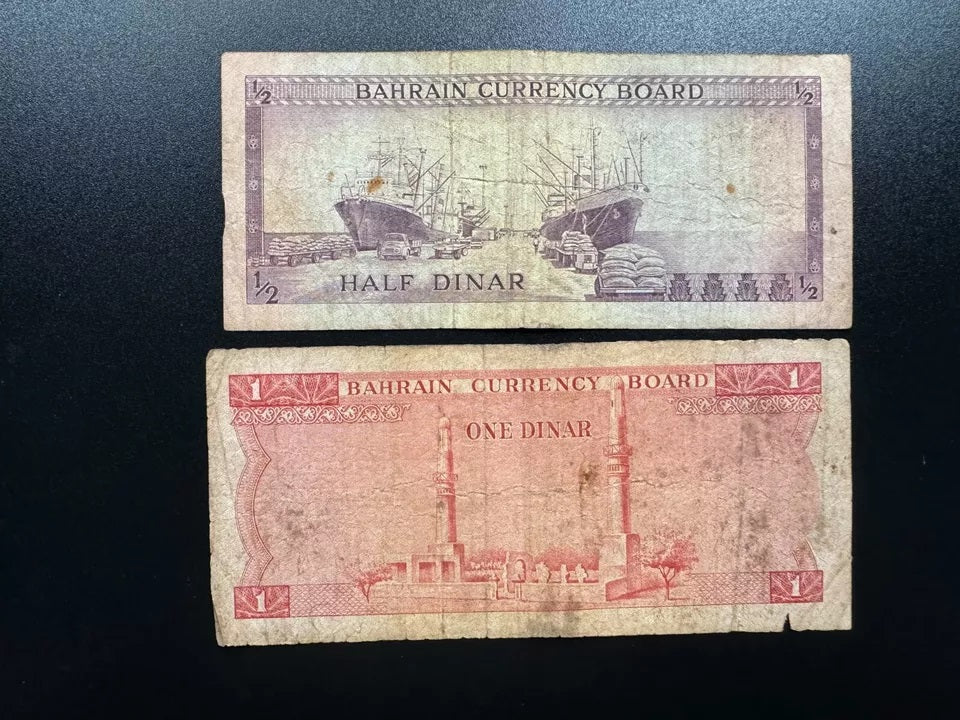 1/2 BAHRAIN CURRENCY BOARD 1/2
1/2 HALF DINAR 1/2
1 BAHRAIN CURRENCY BOARD 1
ONE DINAR
1 1